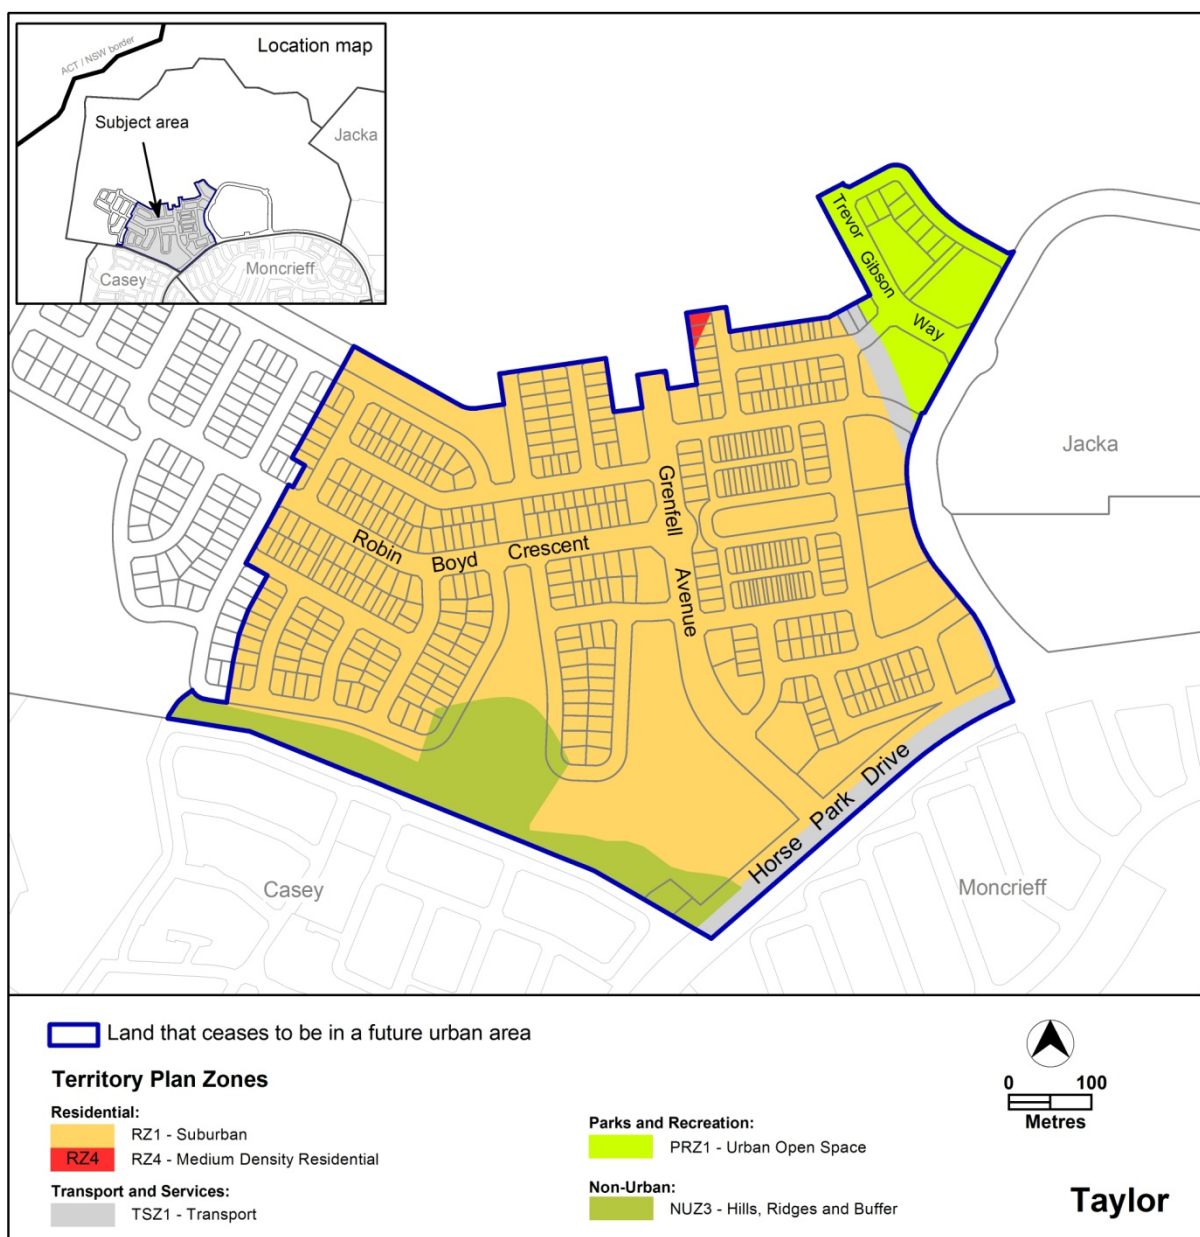 Location map
ACT / NSW border
Subject area
Jacka
Casey
Moncrieff
Trevor Gibson Way
Jacka
Grenfell Avenue
Robin Boyd Crescent
Horse Park Drive
Casey
Moncrieff
Land that ceases to be in a future urban area
Territory Plan Zones
Residential:
RZ1 - Suburban
RZ4 RZ4 - Medium Density Residential
Transport and Services:
TSZ1 - Transport
Parks and Recreation:
PRZ1 - Urban Open Space
Non-Urban:
NUZ3 - Hills, Ridges and Buffer
0 100
Metres
Taylor